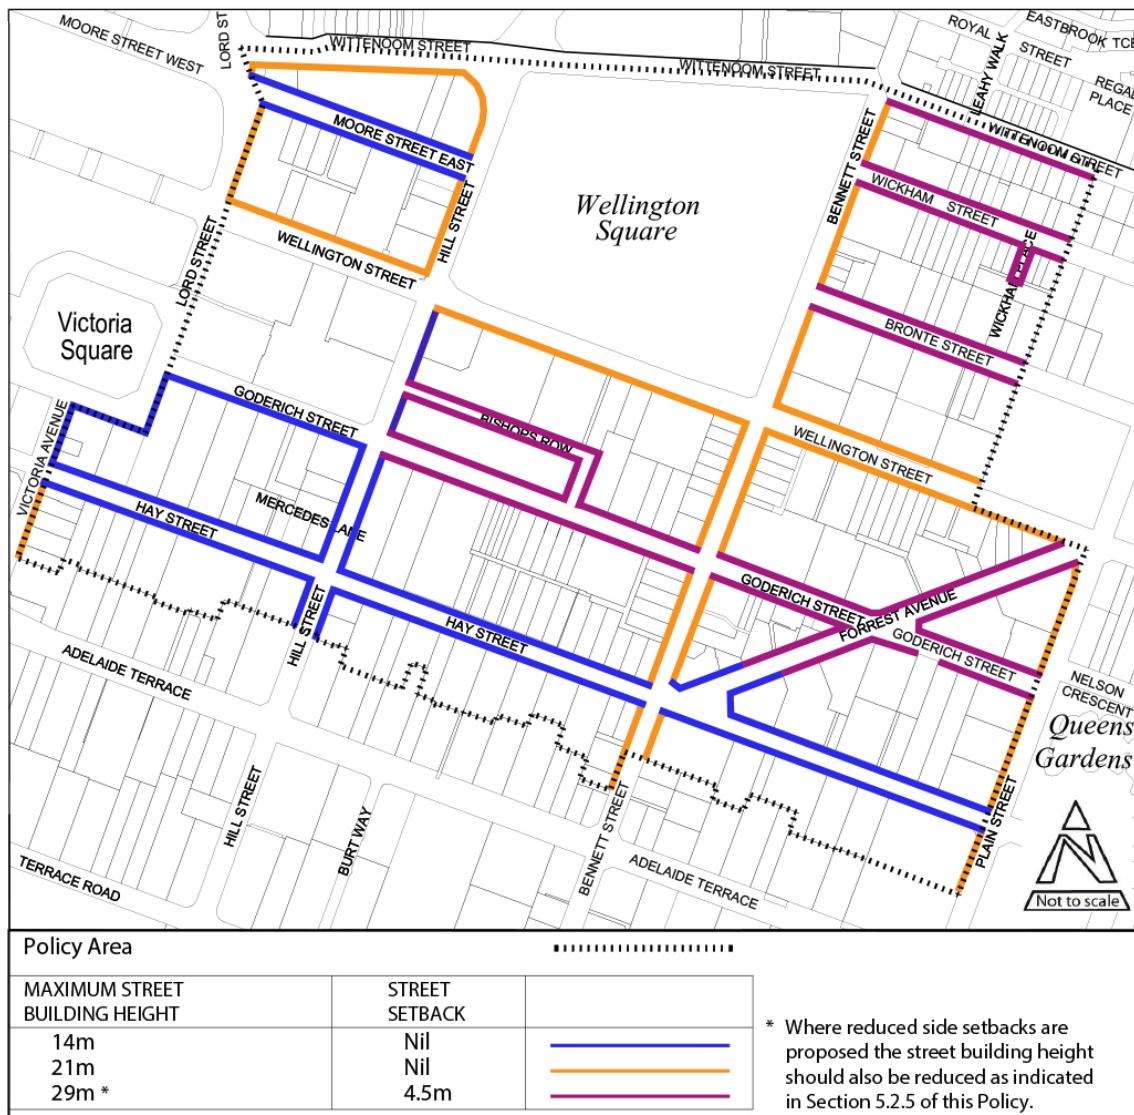 MOORE STREET WEST
LORD ST
WITTENOOM STREET
WITTENOOM STREET
ROYAL
STREET
EASTBROOK TCE
LEAHY WALK
REGAL
PLACE
WITTENOOM STREET
MOORE STREET EAST
HILL STREET
WELLINGTON STREET
LORD STREET
Wellington
Square
BENNETT STREET
WICKHAM STREET
WICKHAM PLACE
BRONTE STREET
Victoria
Square
VICTORIA AVENUE
GODERICH STREET
BISHOPS ROW
WELLINGTON STREET
HAY STREET
MERCEDES LANE
HILL STREET
HAY STREET
GODERICH STREET
FORREST AVENUE
GODERICH STREET
ADELAIDE TERRACE
NELSON
CRESCENT
Queens
Gardens
HILL STREET
BURT WAY
BENNETT STREET
PLAIN STREET
TERRACE ROAD
ADELAIDE TERRACE
N
Not to scale
Policy Area
MAXIMUM STREET
BUILDING HEIGHT
STREET
SETBACK
14m Nil
21m Nil
29m * 4.5m
* Where reduced side setbacks are
proposed the street building height
should also be reduced as indicated
in Section 5.2.5 of this Policy.